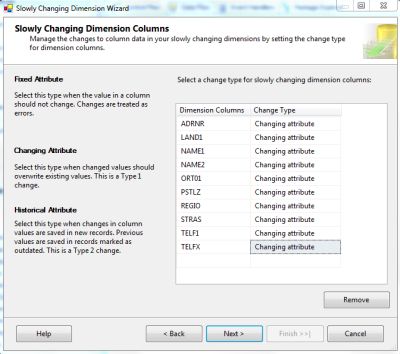 Slowly Changing Dimension Wizard
Slowly Changing Dimension Columns
Manage the changes to column data in your slowly changing dimensions by setting the change type
for dimension columns.
Fixed Attribute
Select this type when the value in a column
should not change. Changes are treated as
errors.
Changing Attribute
Select this type when changed values should
overwrite existing values. This is a Type 1
change.
Historical Attribute
Select this type when changes in column
values are saved in new records. Previous
values are saved in records marked as
outdated. This is a Type 2 change.
Select a change type for slowly changing dimension columns:
Dimension Columns Change Type
ADRNR Changing attribute
LAND1 Changing attribute
NAME1 Changing attribute
NAME2 Changing attribute
ORT01 Changing attribute
PSTLZ Changing attribute
REGIO Changing attribute
STRAS Changing attribute
TELF1 Changing attribute
TELFX Changing attribute
Remove
Help < Back Next > Finish >>| Cancel